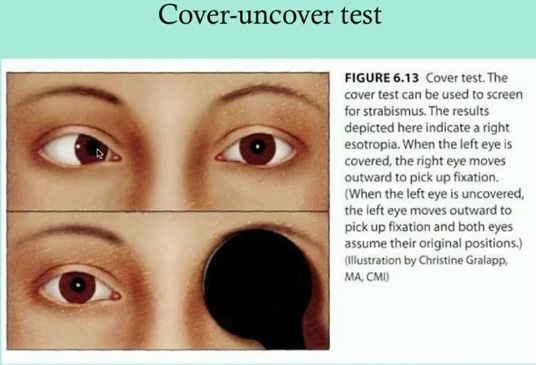 Cover-uncover test
FIGURE 6.13 Cover test. The
cover test can be used to screen
for strabismus. The results
depicted here indicate a right
esotropia. When the left eye is
covered, the right eye moves
outward to pick up fixation.
(When the left eye is uncovered,
the left eye moves outward to
pick up fixation and both eyes
assume their original positions.)
(Illustration by Christine Gralapp,
MA, CMI)